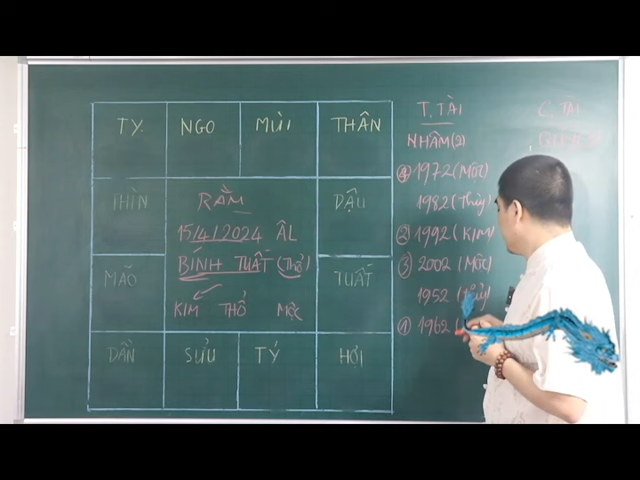 TỴ NGỌ MÙI THÂN
THÌN DẬU
MÃO TUẤT
DẦN SỬU TÝ HỢI
RẰM
15/4/2024 ÂL
BÍNH TUẤT (Thổ)
KIM THỔ MỘC
T, TÀI
NHÂM (2)
④ 1972 (MỘC)
1982 (Thủy)
② 1992 (KIM)
③ 2002 (MỘC)
1952 (Thủy)
① 1962
C, TÀI